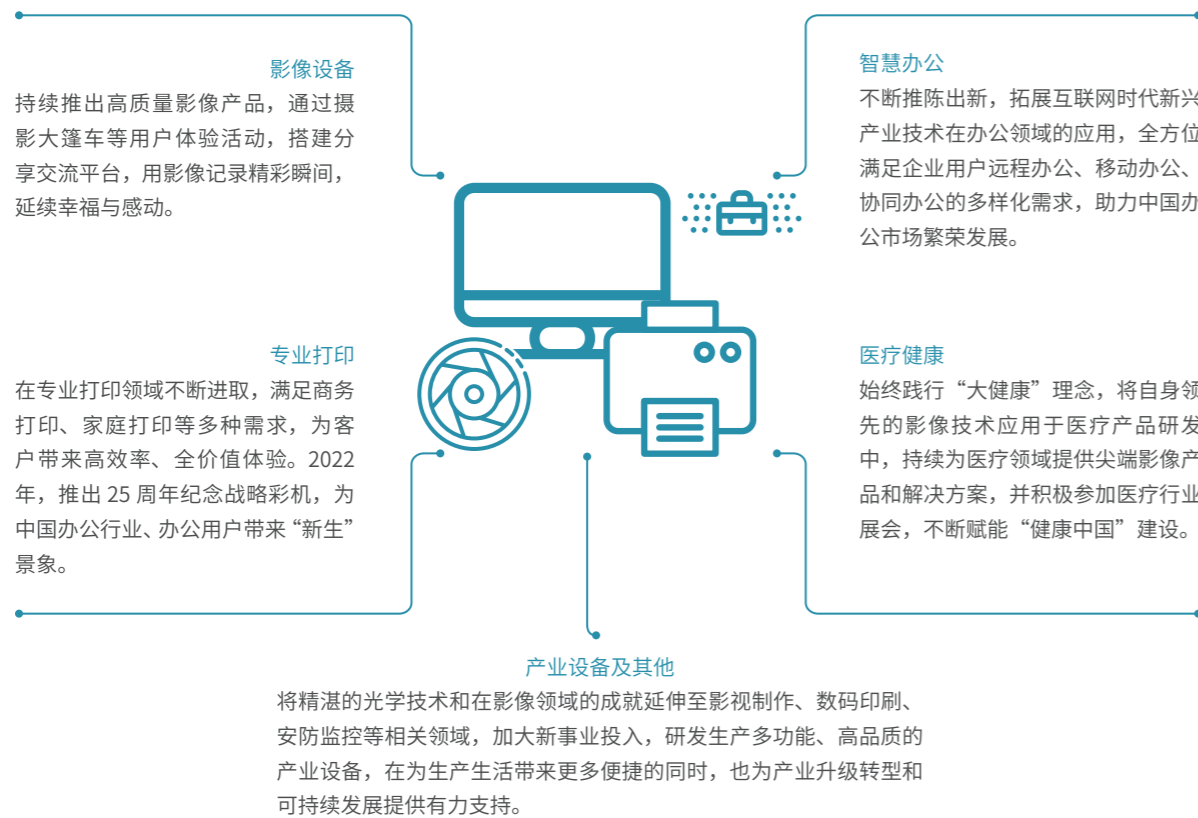 影像设备
持续推出高质量影像产品，通过摄
影大篷车等用户体验活动，搭建分
享交流平台，用影像记录精彩瞬间，
延续幸福与感动。
智慧办公
不断推陈出新，拓展互联网时代新兴
产业技术在办公领域的应用，全方位
满足企业用户远程办公、移动办公、
协同办公的多样化需求，助力中国办
公市场繁荣发展。
专业打印
在专业打印领域不断进取，满足商务
打印、家庭打印等多种需求，为客
户带来高效率、全价值体验。2022
年，推出 25 周年纪念战略彩机，为
中国办公行业、办公用户带来“新生”
景象。
医疗健康
始终践行“大健康”理念，将自身领
先的影像技术应用于医疗产品研发
中，持续为医疗领域提供尖端影像产
品和解决方案，并积极参加医疗行业
展会，不断赋能“健康中国”建设。
产业设备及其他
将精湛的光学技术和在影像领域的成就延伸至影视制作、数码印刷、
安防监控等相关领域，加大新事业投入，研发生产多功能、高品质的
产业设备，在为生产生活带来更多便捷的同时，也为产业升级转型和
可持续发展提供有力支持。